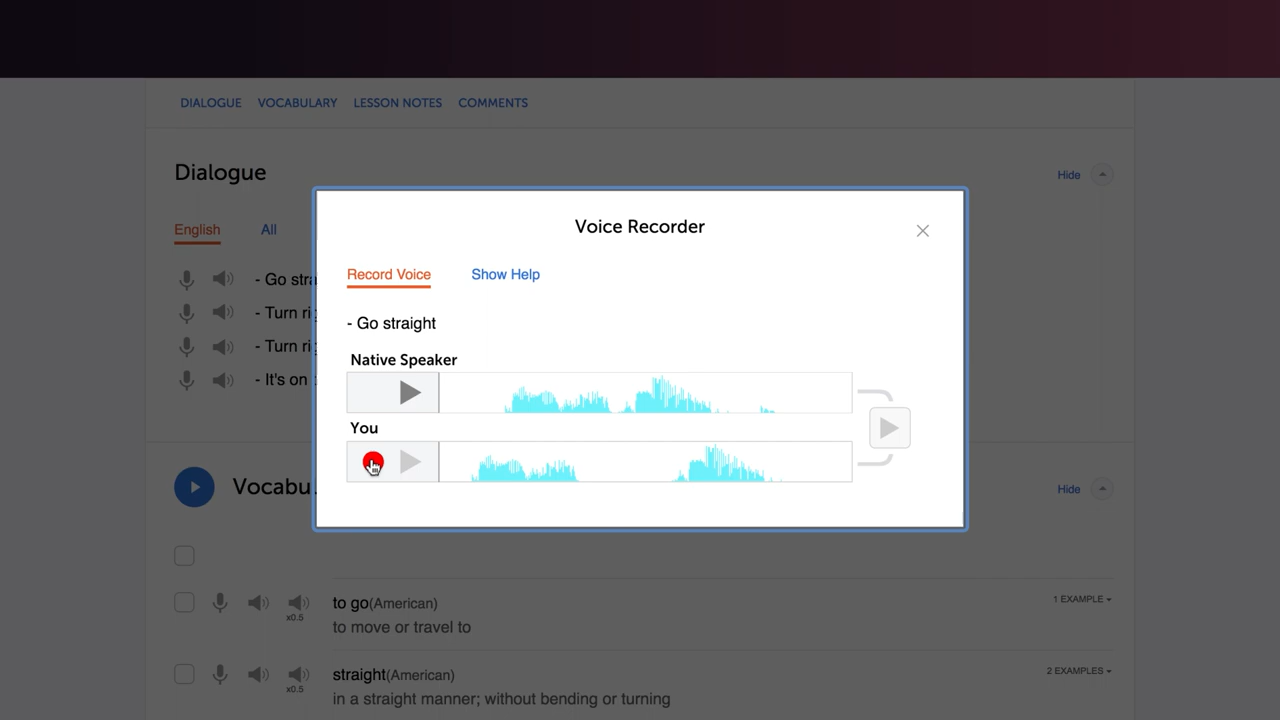 DIALOGUE VOCABULARY LESSON NOTES COMMENTS
Dialogue
Hide
English All
- Go stra
- Turn ri
- Turn ri
- It's on
Voice Recorder
Record Voice Show Help
- Go straight
Native Speaker
You
Vocabu
Hide
to go(American)
1 EXAMPLE
x0.5
to move or travel to
straight(American)
2 EXAMPLES
x0.5
in a straight manner; without bending or turning